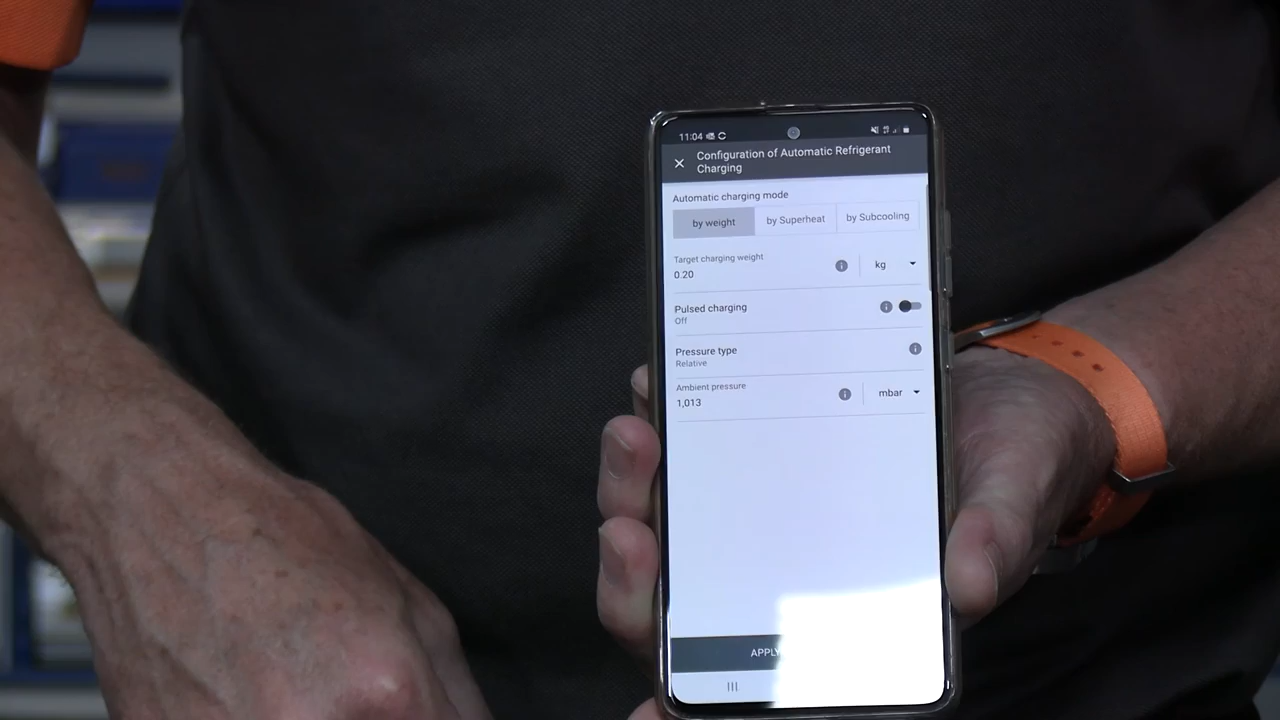 11:04
Configuration of Automatic Refrigerant
Charging
Automatic charging mode
by weight
by Superheat
by Subcooling
Target charging weight
0.20
kg
Pulsed charging
Off
Pressure type
Relative
Ambient pressure
1,013
mbar
APPLY